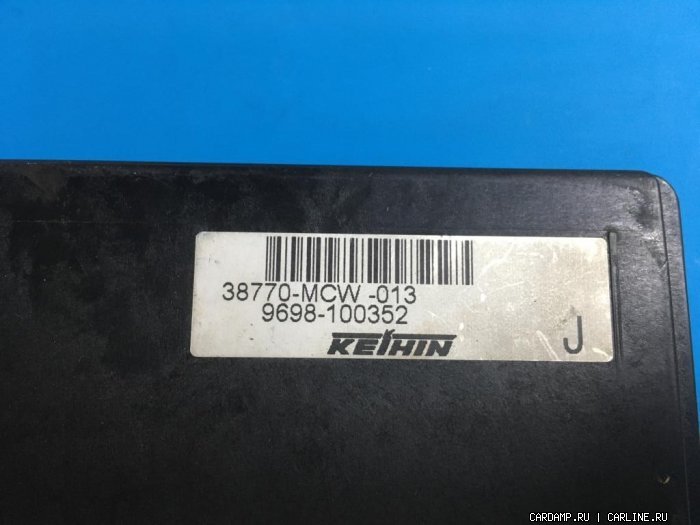 38770-MCW -013
9698-100352
KEIHIN
J
CARDAMP.RU | CARLINE.RU